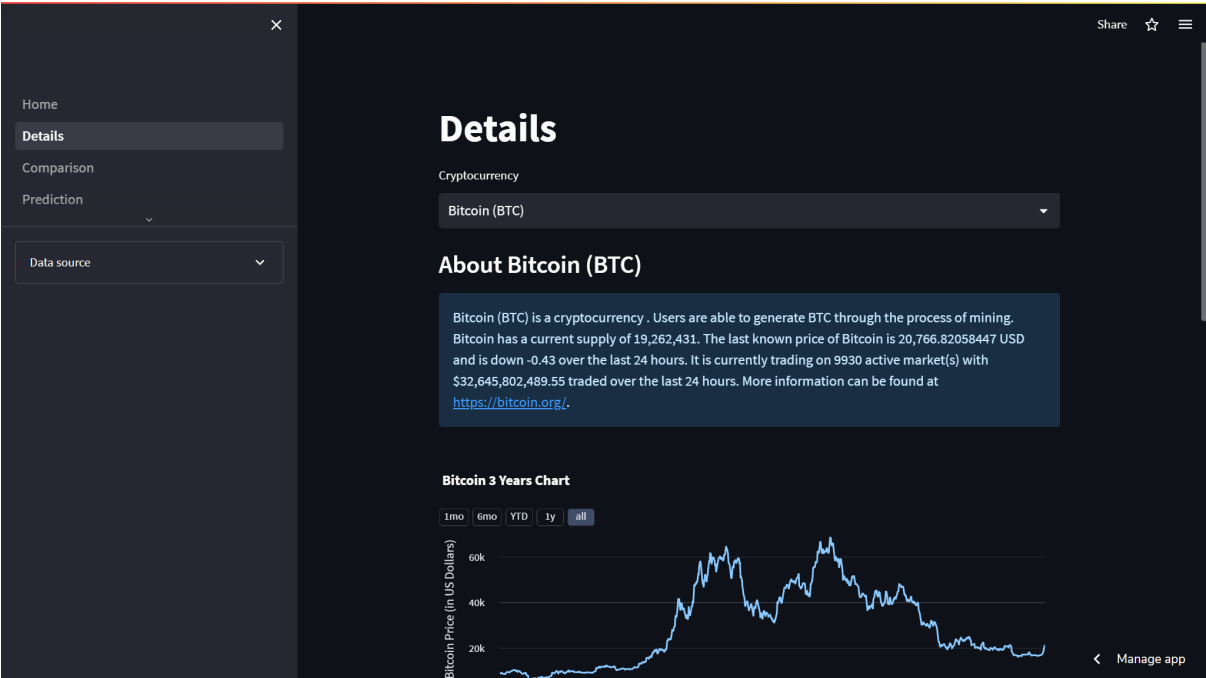 Share
Home
Details
Comparison
Prediction
Data source
Details
Cryptocurrency
Bitcoin (BTC)
About Bitcoin (BTC)
Bitcoin (BTC) is a cryptocurrency . Users are able to generate BTC through the process of mining.
Bitcoin has a current supply of 19,262,431. The last known price of Bitcoin is 20,766.82058447 USD
and is down -0.43 over the last 24 hours. It is currently trading on 9930 active market(s) with
$32,645,802,489.55 traded over the last 24 hours. More information can be found at
https://bitcoin.org/.
Bitcoin 3 Years Chart
1mo 6mo YTD 1y all
Bitcoin Price (in US Dollars)
60k
40k
20k
Manage app